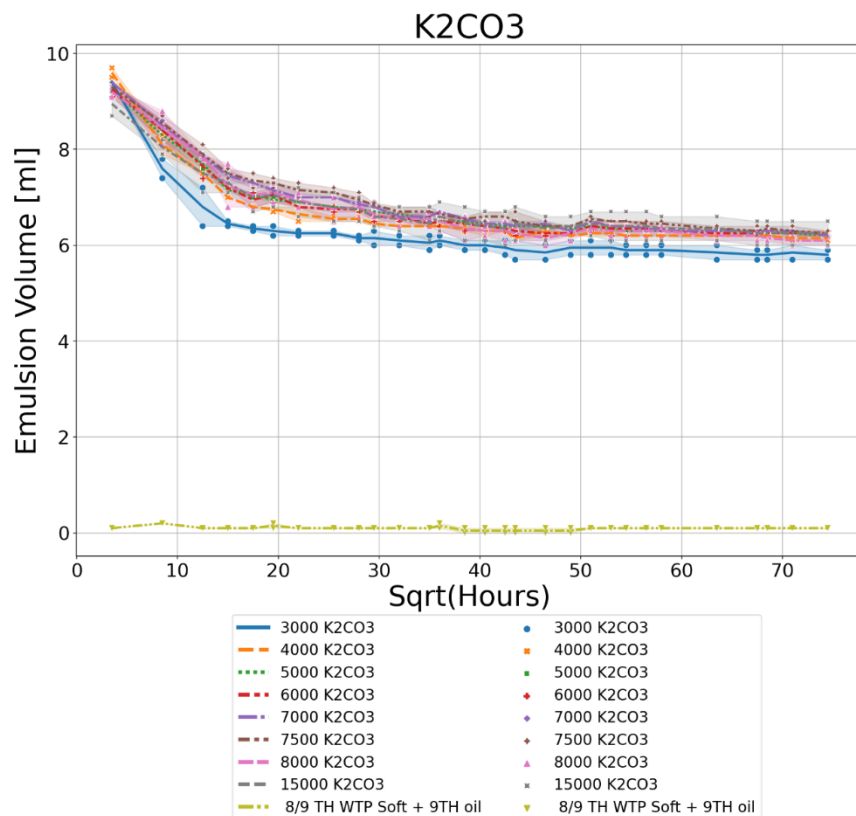 K2CO3
10
8
6
4
2
0
Emulsion Volume [ml]
0 10 20 30 40 50 60 70
Sqrt(Hours)
3000 K2CO3 3000 K2CO3
4000 K2CO3 4000 K2CO3
5000 K2CO3 5000 K2CO3
6000 K2CO3 6000 K2CO3
7000 K2CO3 7000 K2CO3
7500 K2CO3 7500 K2CO3
8000 K2CO3 8000 K2CO3
15000 K2CO3 15000 K2CO3
8/9 TH WTP Soft + 9TH oil 8/9 TH WTP Soft + 9TH oil